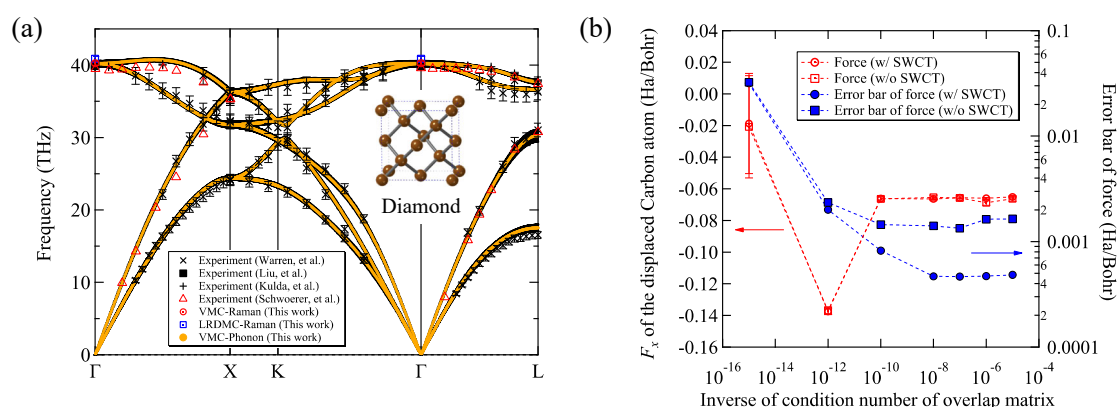 (a)
40
30
20
10
0
Frequency (THz)
Γ
X
K
Γ
L
Diamond
Experiment (Warren, et al.)
Experiment (Liu, et al.)
Experiment (Kulda, et al.)
Experiment (Schwoerer, et al.)
VMC-Raman (This work)
LRDMC-Raman (This work)
VMC-Phonon (This work)
(b)
0.04
0.02
0.00
-0.02
-0.04
-0.06
-0.08
-0.10
-0.12
-0.14
-0.16
Fₓ of the displaced Carbon atom (Ha/Bohr)
Force (w/ SWCT)
Force (w/o SWCT)
Error bar of force (w/ SWCT)
Error bar of force (w/o SWCT)
0.1
4
2
0.01
4
2
0.001
4
2
0.0001
Error bar of force (Ha/Bohr)
10⁻¹⁶
10⁻¹⁴
10⁻¹²
10⁻¹⁰
10⁻⁸
10⁻⁶
10⁻⁴
Inverse of condition number of overlap matrix